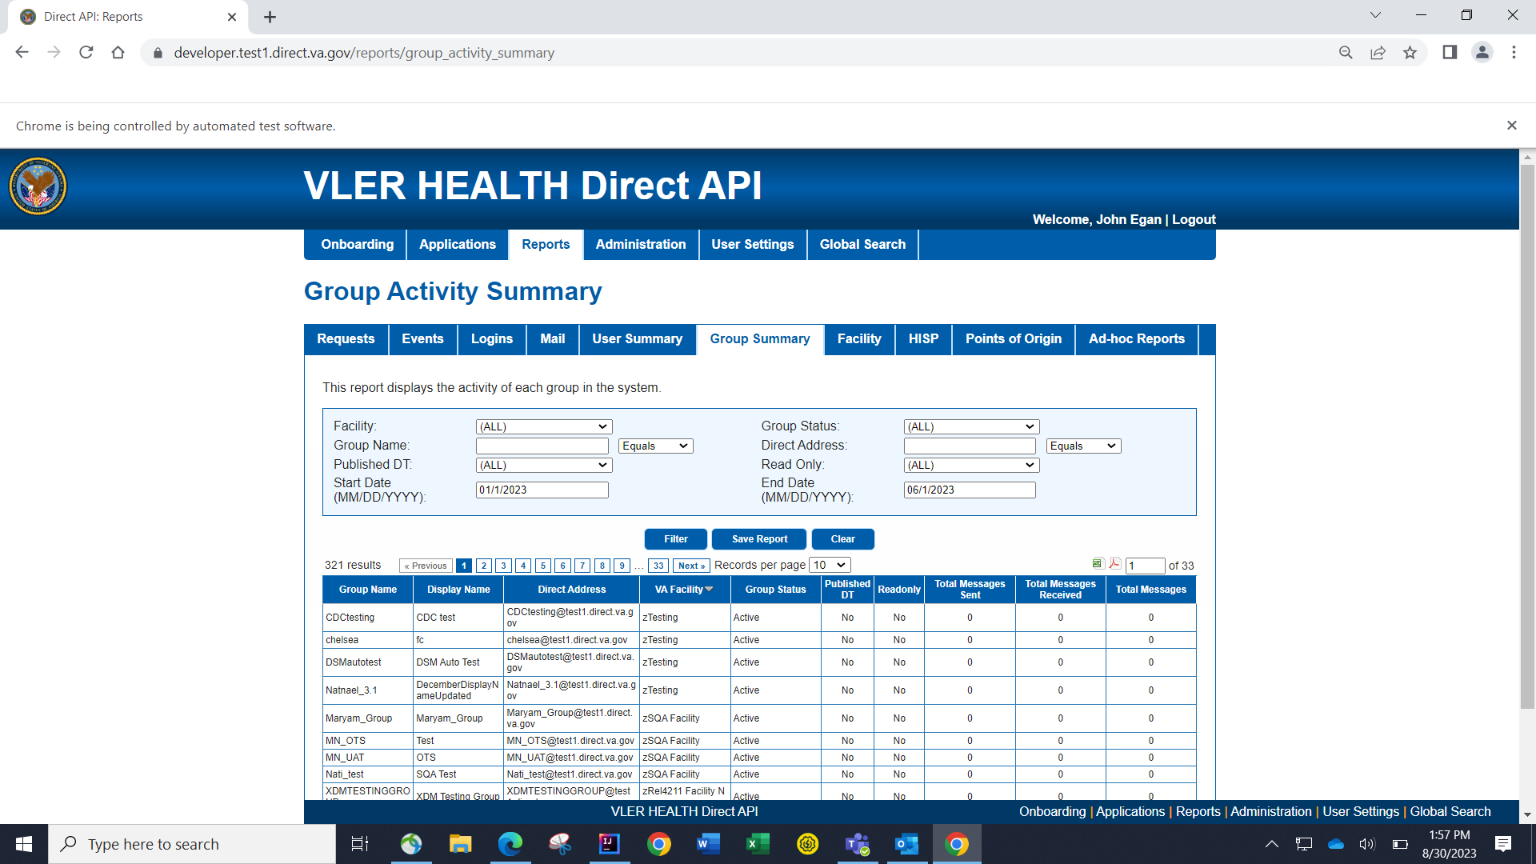 Direct API: Reports
developer.test1.direct.va.gov/reports/group_activity_summary
Chrome is being controlled by automated test software.
VLER HEALTH Direct API
Welcome, John Egan | Logout
Onboarding Applications Reports Administration User Settings Global Search
Group Activity Summary
Requests Events Logins Mail User Summary Group Summary Facility HISP Points of Origin Ad-hoc Reports
This report displays the activity of each group in the system.
Facility: (ALL) Group Status: (ALL)
Group Name: Equals Direct Address: Equals
Published DT: (ALL) Read Only: (ALL)
Start Date (MM/DD/YYYY): 01/1/2023 End Date (MM/DD/YYYY): 06/1/2023
Filter Save Report Clear
321 results « Previous 1 2 3 4 5 6 7 8 9 ... 33 Next » Records per page 10 1 of 33
Group Name Display Name Direct Address VA Facility Group Status Published DT Readonly Total Messages Sent Total Messages Received Total Messages
CDCtesting CDC test CDCtesting@test1.direct.va.gov zTesting Active No No 0 0 0
chelsea fc chelsea@test1.direct.va.gov zTesting Active No No 0 0 0
DSMautotest DSM Auto Test DSMautotest@test1.direct.va.gov zTesting Active No No 0 0 0
Natnael_3.1 DecemberDisplayNameUpdated Natnael_3.1@test1.direct.va.gov zTesting Active No No 0 0 0
Maryam_Group Maryam_Group Maryam_Group@test1.direct.va.gov zSQA Facility Active No No 0 0 0
MN_OTS Test MN_OTS@test1.direct.va.gov zSQA Facility Active No No 0 0 0
MN_UAT OTS MN_UAT@test1.direct.va.gov zSQA Facility Active No No 0 0 0
Nati_test SQA Test Nati_test@test1.direct.va.gov zSQA Facility Active No No 0 0 0
XDMTESTINGGRO XDM Testing Group XDMTESTINGGROUP@test zRel4211 Facility N Active No No 0 0 0
VLER HEALTH Direct API Onboarding | Applications | Reports | Administration | User Settings | Global Search
Type here to search
1:57 PM
8/30/2023